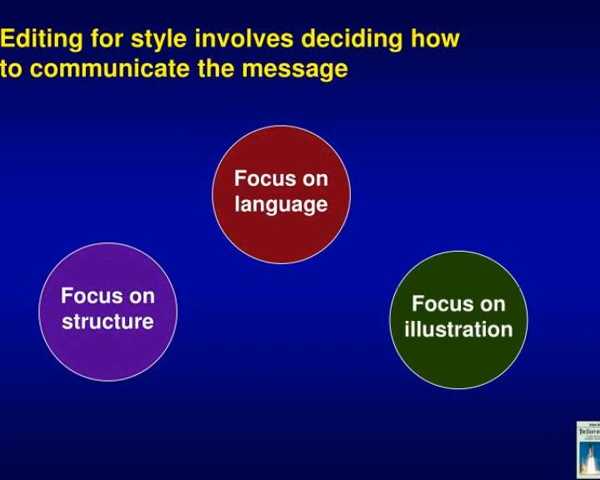 Editing for style involves deciding how
to communicate the message
Focus on
language
Focus on
structure
Focus on
illustration